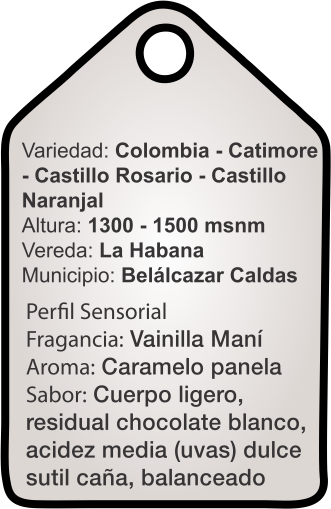 Variedad: Colombia - Catimore
- Castillo Rosario - Castillo
Naranjal
Altura: 1300 - 1500 msnm
Vereda: La Habana
Municipio: Belálcazar Caldas
Perfil Sensorial
Fragancia: Vainilla Maní
Aroma: Caramelo panela
Sabor: Cuerpo ligero,
residual chocolate blanco,
acidez media (uvas) dulce
sutil caña, balanceado